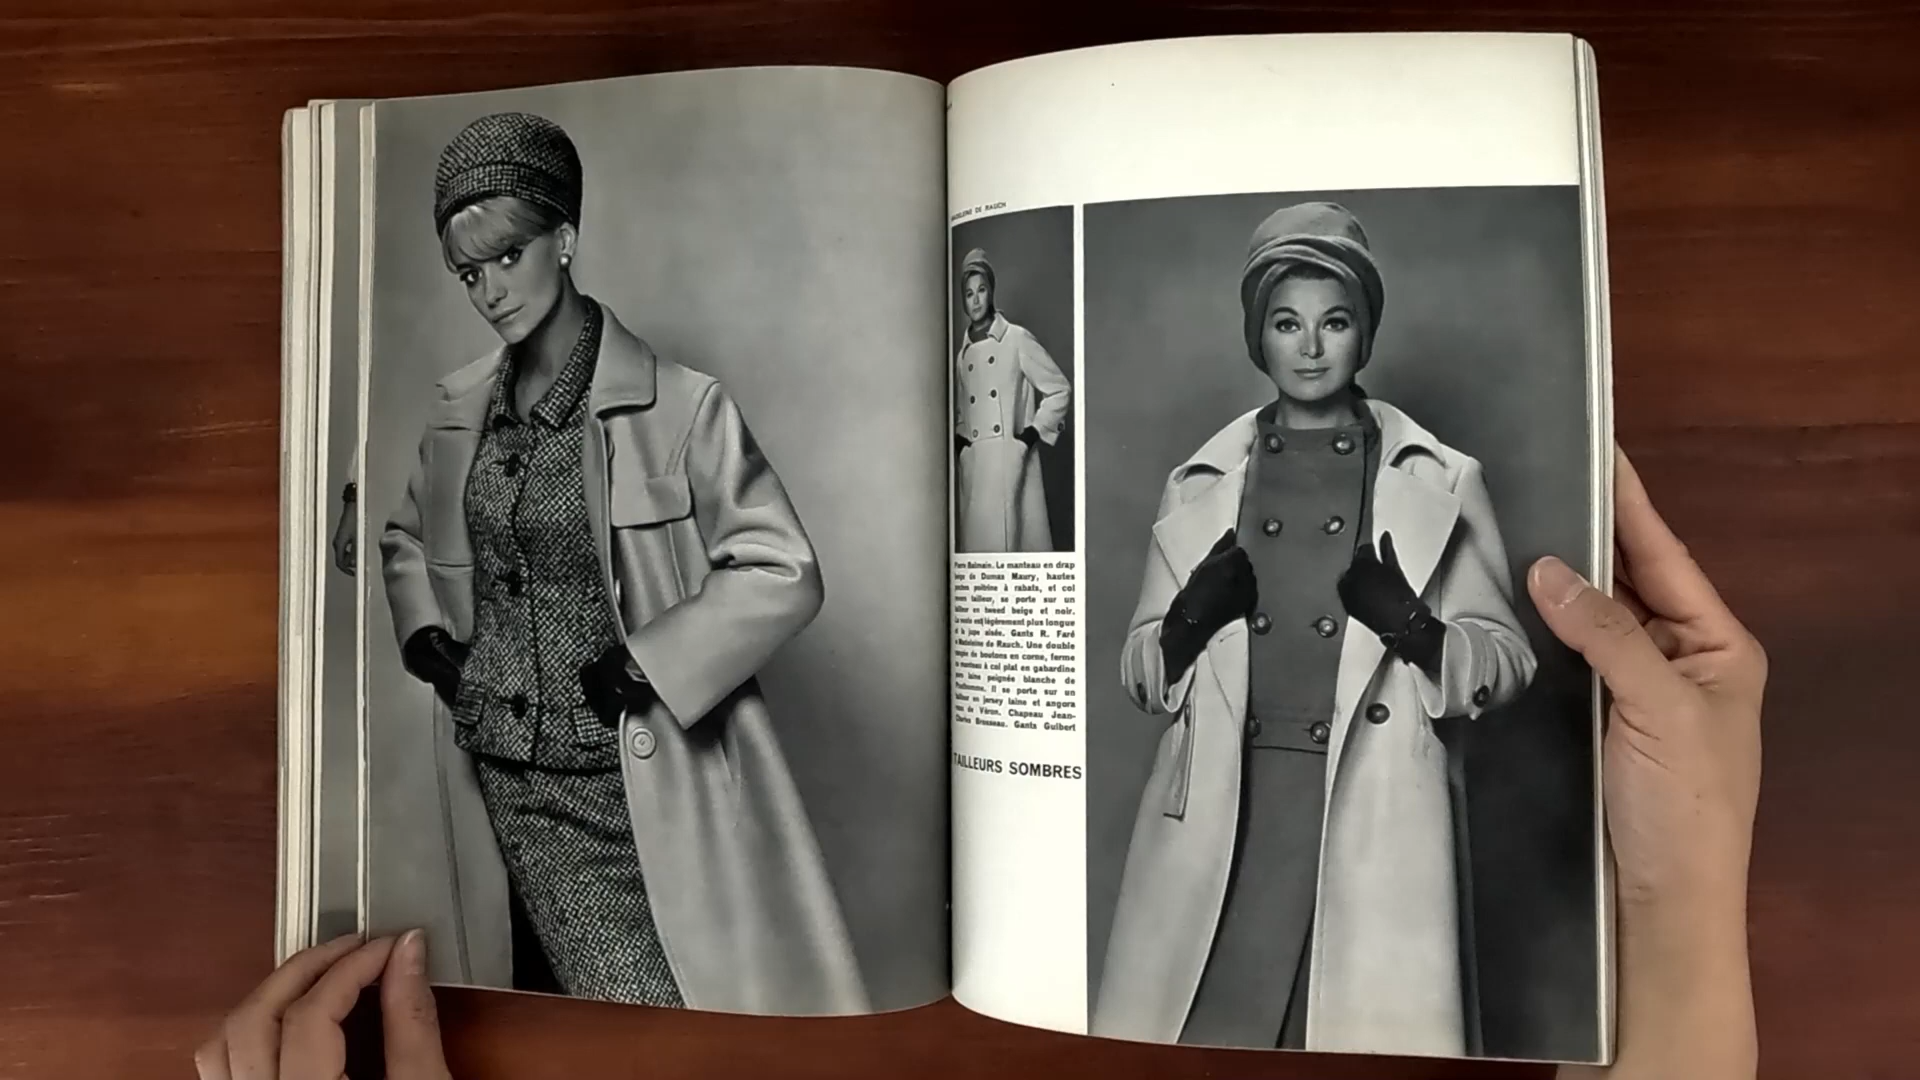 MADELEINE DE RAUCH
Pierre Balmain. Le manteau en drap
beige de Dumas Maury, hautes
poches poitrine à rabats, et col
revers tailleur, se porte sur un
tailleur en tweed beige et noir.
La veste est légèrement plus longue
et la jupe aisée. Gants R. Faré
Madeleine de Rauch. Une double
rangée de boutons en corne, ferme
ce manteau à col plat en gabardine
pure laine peignée blanche de
Prudhomme. Il se porte sur un
tailleur en jersey laine et angora
de Véron. Chapeau Jean-
Charles Brosseau. Gants Guibert
TAILLEURS SOMBRES